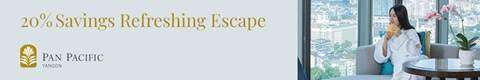 20% Savings Refreshing Escape
PAN PACIFIC
YANGON